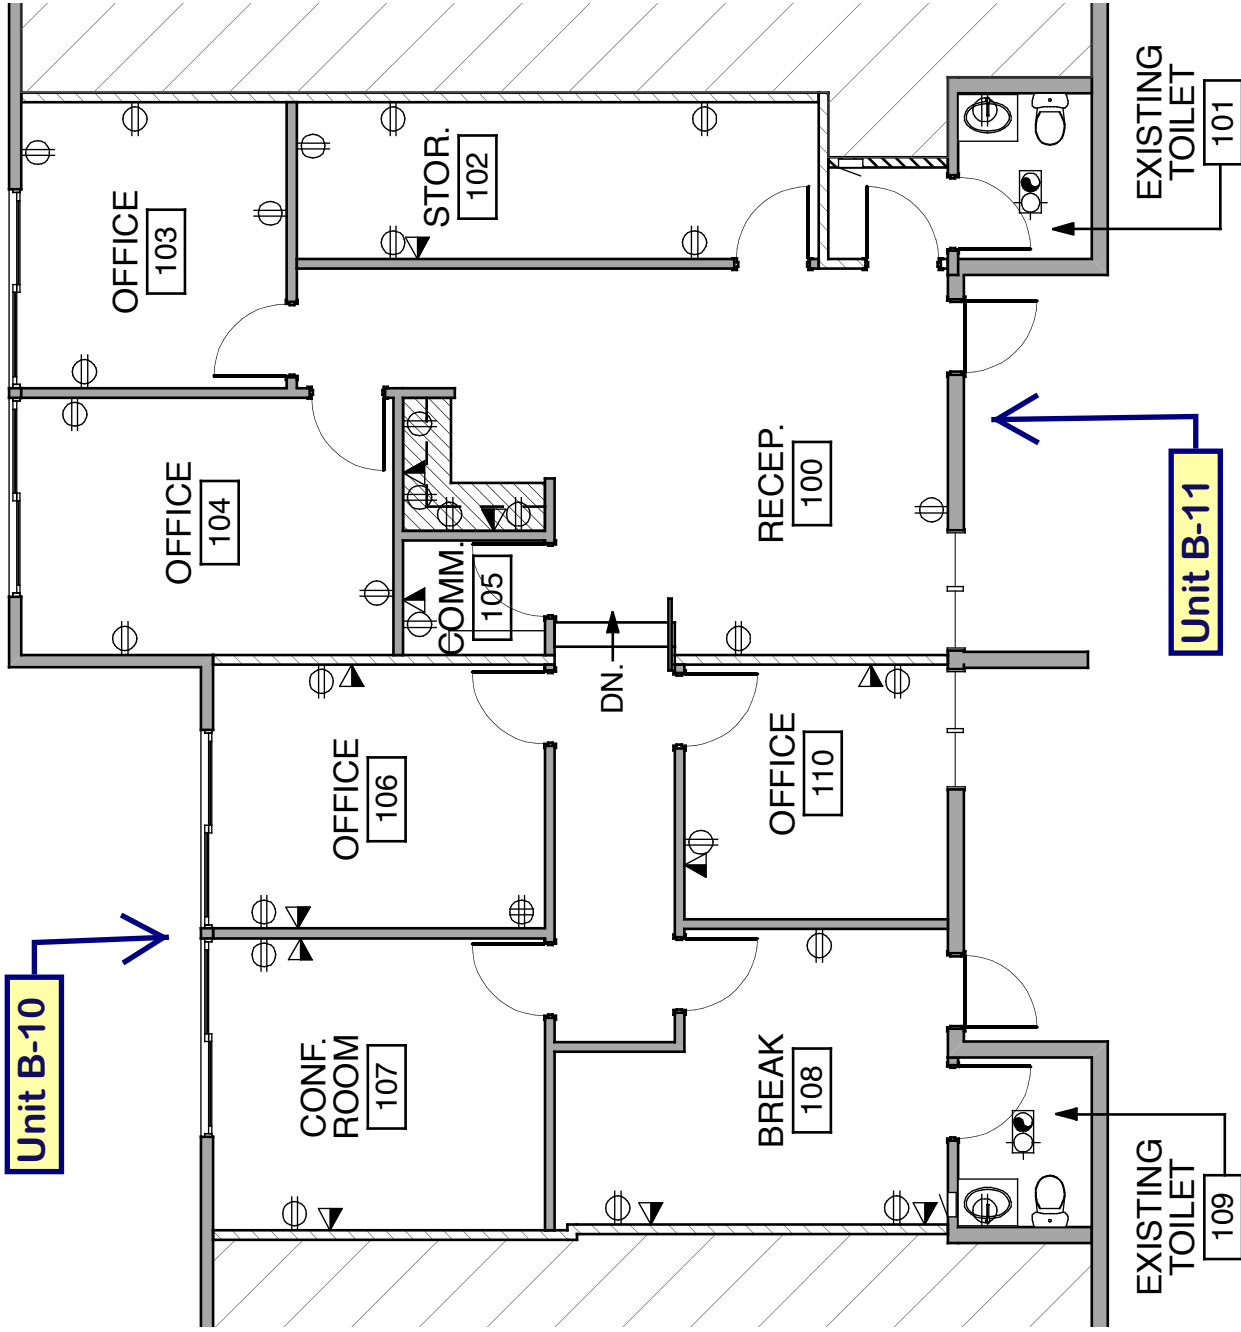 EXISTING
TOILET
101
STOR.
102
OFFICE
103
OFFICE
104
RECEP.
100
Unit B-11
COMM.
105
DN.
OFFICE
106
OFFICE
110
Unit B-10
CONF.
ROOM
107
BREAK
108
EXISTING
TOILET
109